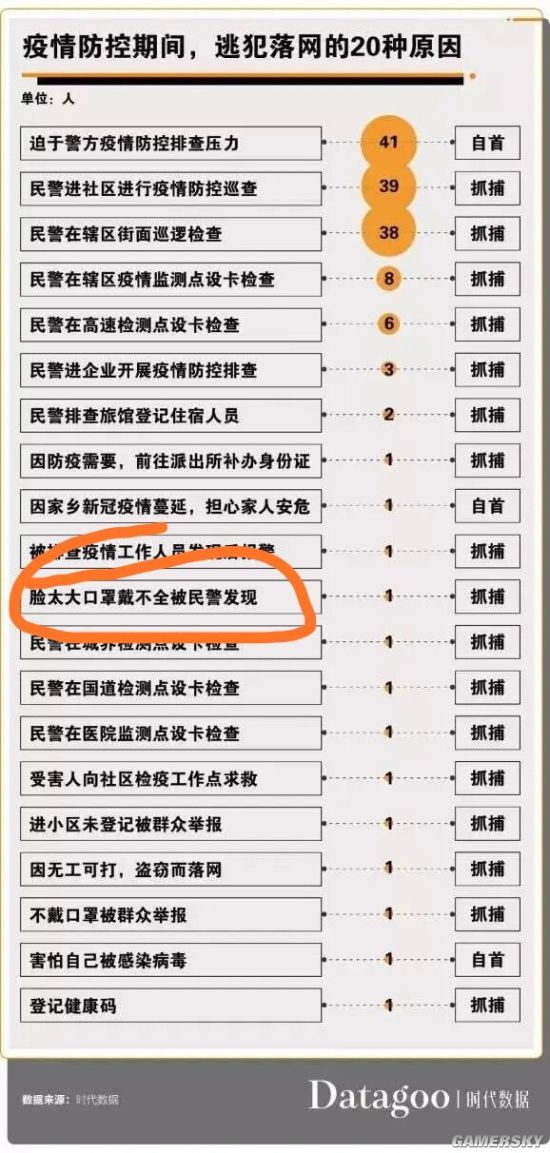 疫情防控期间，逃犯落网的20种原因
单位：人
迫于警方疫情防控排查压力 41 自首
民警进社区进行疫情防控巡查 39 抓捕
民警在辖区街面巡逻检查 38 抓捕
民警在辖区疫情监测点设卡检查 8 抓捕
民警在高速检测点设卡检查 6 抓捕
民警进企业开展疫情防控排查 3 抓捕
民警排查旅馆登记住宿人员 2 抓捕
因防疫需要，前往派出所补办身份证 1 抓捕
因家乡新冠疫情蔓延，担心家人安危 1 自首
被排查疫情工作人员发现后报警 1 抓捕
脸太大口罩戴不全被民警发现 1 抓捕
民警在城界检测点设卡检查 1 抓捕
民警在国道检测点设卡检查 1 抓捕
民警在医院监测点设卡检查 1 抓捕
受害人向社区检疫工作点求救 1 抓捕
进小区未登记被群众举报 1 抓捕
因无工可打，盗窃而落网 1 抓捕
不戴口罩被群众举报 1 抓捕
害怕自己被感染病毒 1 自首
登记健康码 1 抓捕
数据来源：时代数据
Datagoo | 时代数据
GAMERSKY